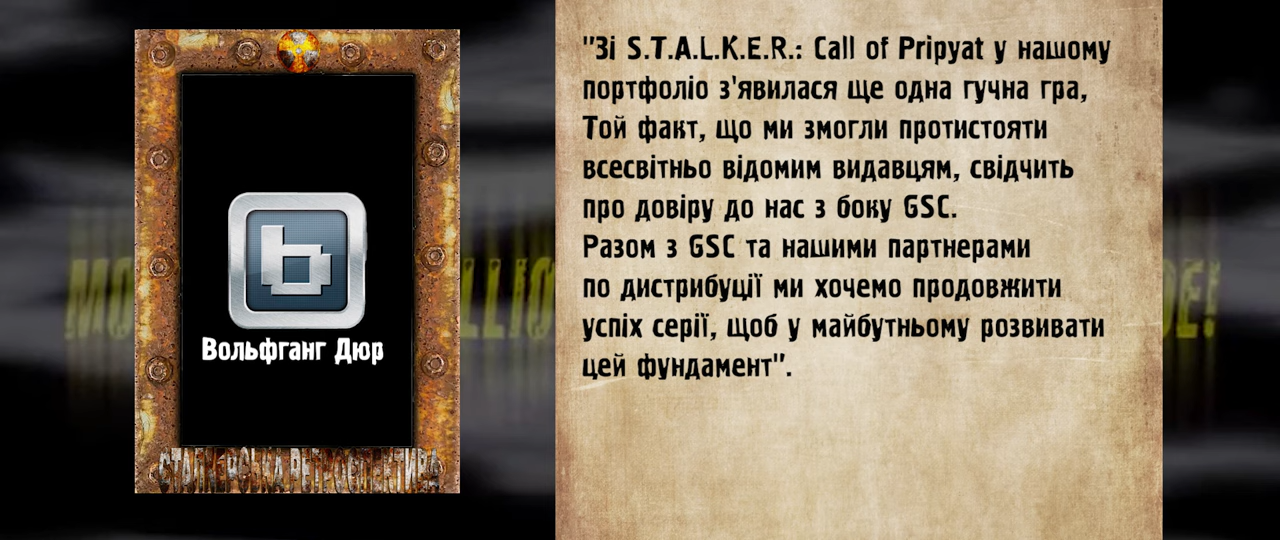 Вольфганг Дюр
СТАЛКЕРСЬКА РЕТРОСПЕКТИВА
"Зі S.T.A.L.K.E.R.: Call of Pripyat у нашому
портфоліо з'явилася ще одна гучна гра,
Той факт, що ми змогли протистояти
всесвітньо відомим видавцям, свідчить
про довіру до нас з боку GSC.
Разом з GSC та нашими партнерами
по дистрибуції ми хочемо продовжити
успіх серії, щоб у майбутньому розвивати
цей фундамент".